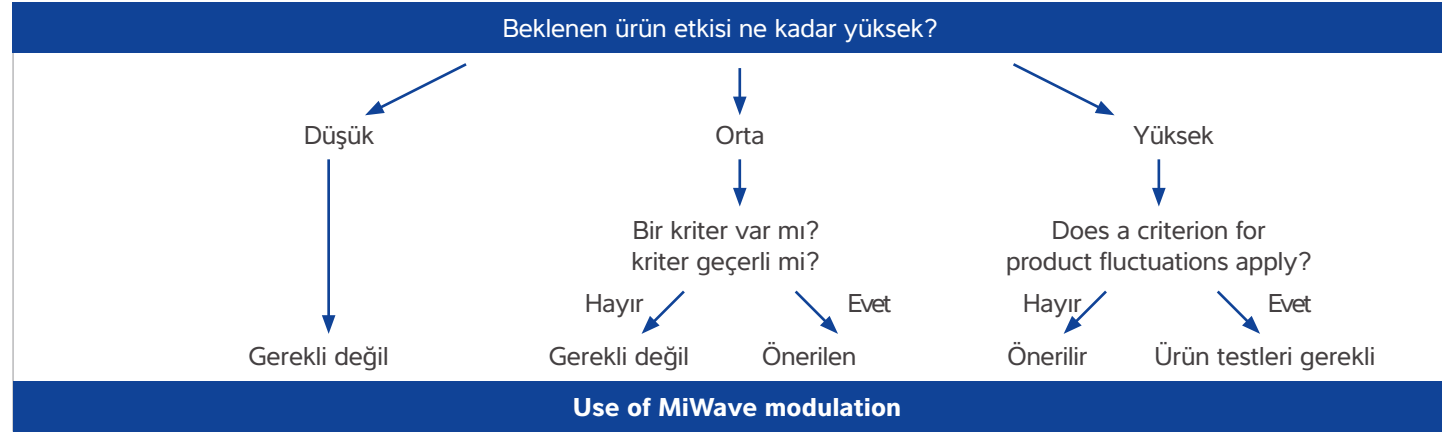 Beklenen ürün etkisi ne kadar yüksek?
Düşük
Orta
Yüksek
Bir kriter var mı?
kriter geçerli mi?
Does a criterion for
product fluctuations apply?
Hayır
Evet
Hayır
Evet
Gerekli değil
Gerekli değil
Önerilen
Önerilir
Ürün testleri gerekli
Use of MiWave modulation